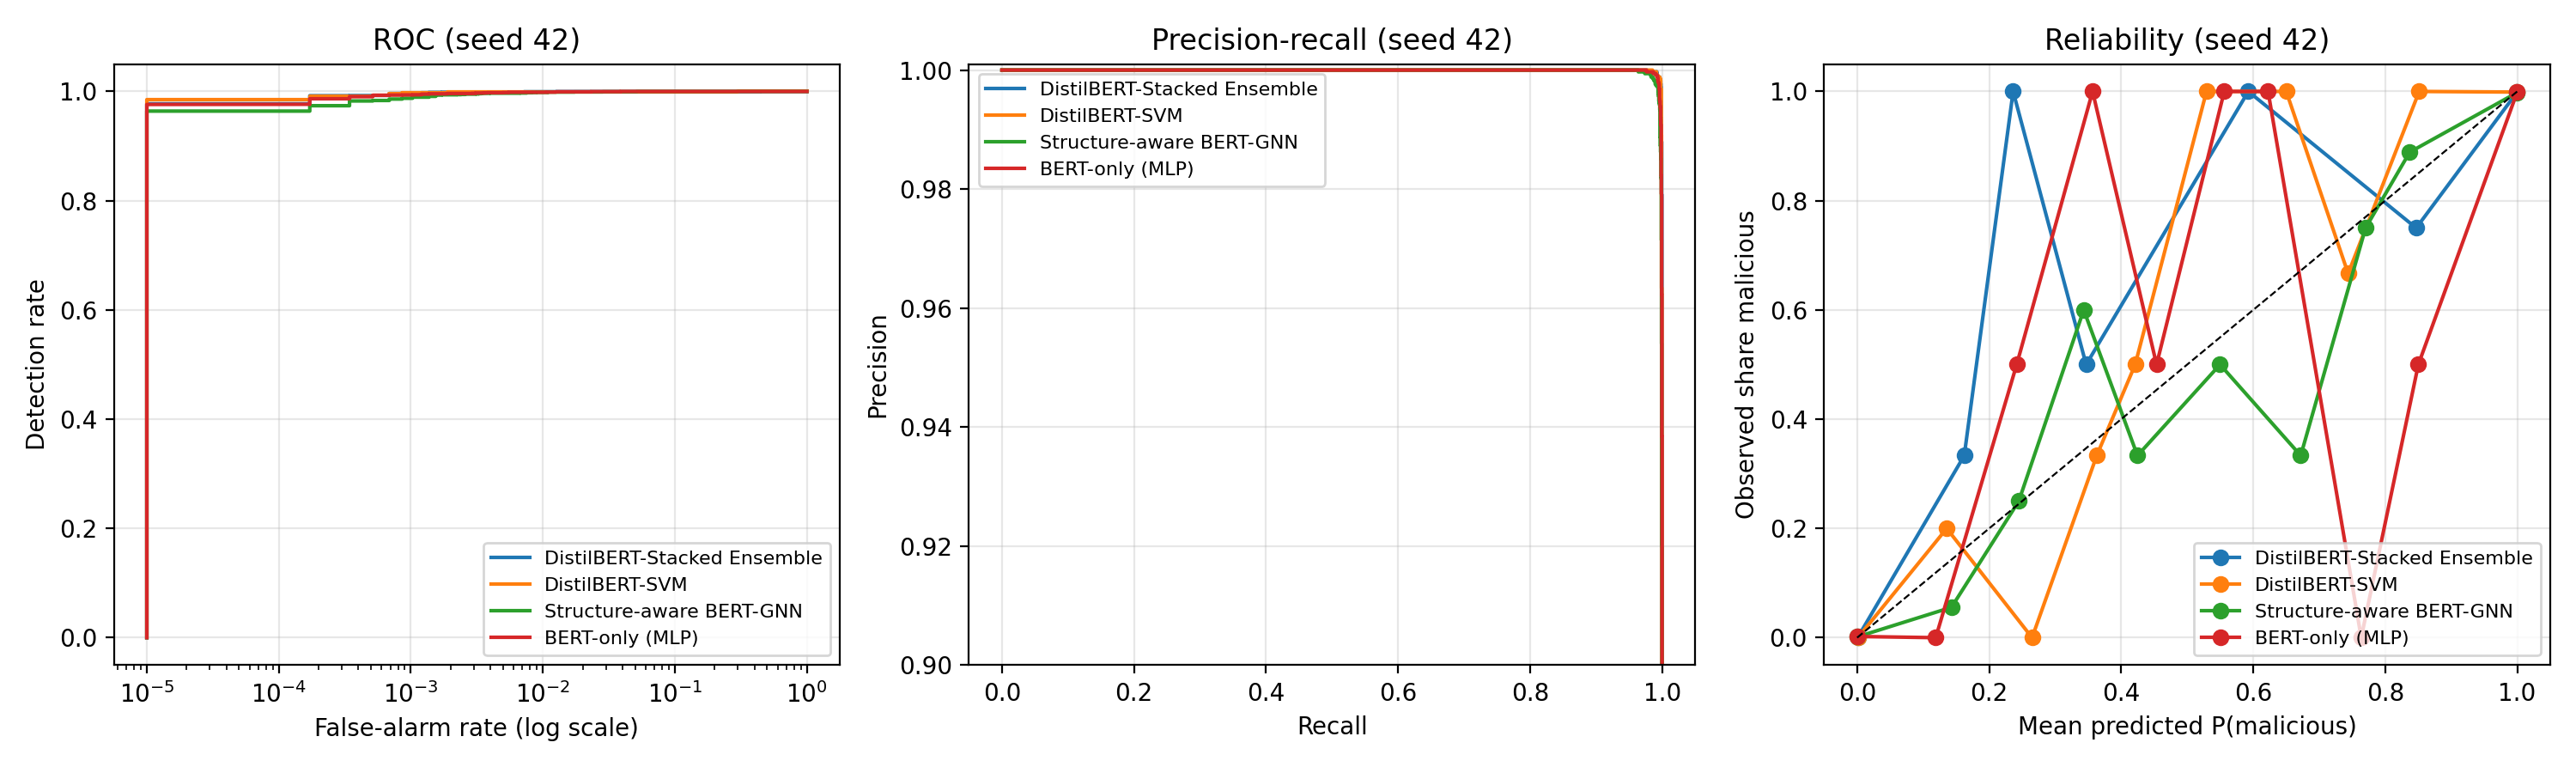 ROC (seed 42)
Detection rate
1.0
0.8
0.6
0.4
0.2
0.0
DistilBERT-Stacked Ensemble
DistilBERT-SVM
Structure-aware BERT-GNN
BERT-only (MLP)
10⁻⁵ 10⁻⁴ 10⁻³ 10⁻² 10⁻¹ 10⁰
False-alarm rate (log scale)
Precision-recall (seed 42)
Precision
1.00
0.98
0.96
0.94
0.92
0.90
DistilBERT-Stacked Ensemble
DistilBERT-SVM
Structure-aware BERT-GNN
BERT-only (MLP)
0.0 0.2 0.4 0.6 0.8 1.0
Recall
Reliability (seed 42)
Observed share malicious
1.0
0.8
0.6
0.4
0.2
0.0
DistilBERT-Stacked Ensemble
DistilBERT-SVM
Structure-aware BERT-GNN
BERT-only (MLP)
0.0 0.2 0.4 0.6 0.8 1.0
Mean predicted P(malicious)